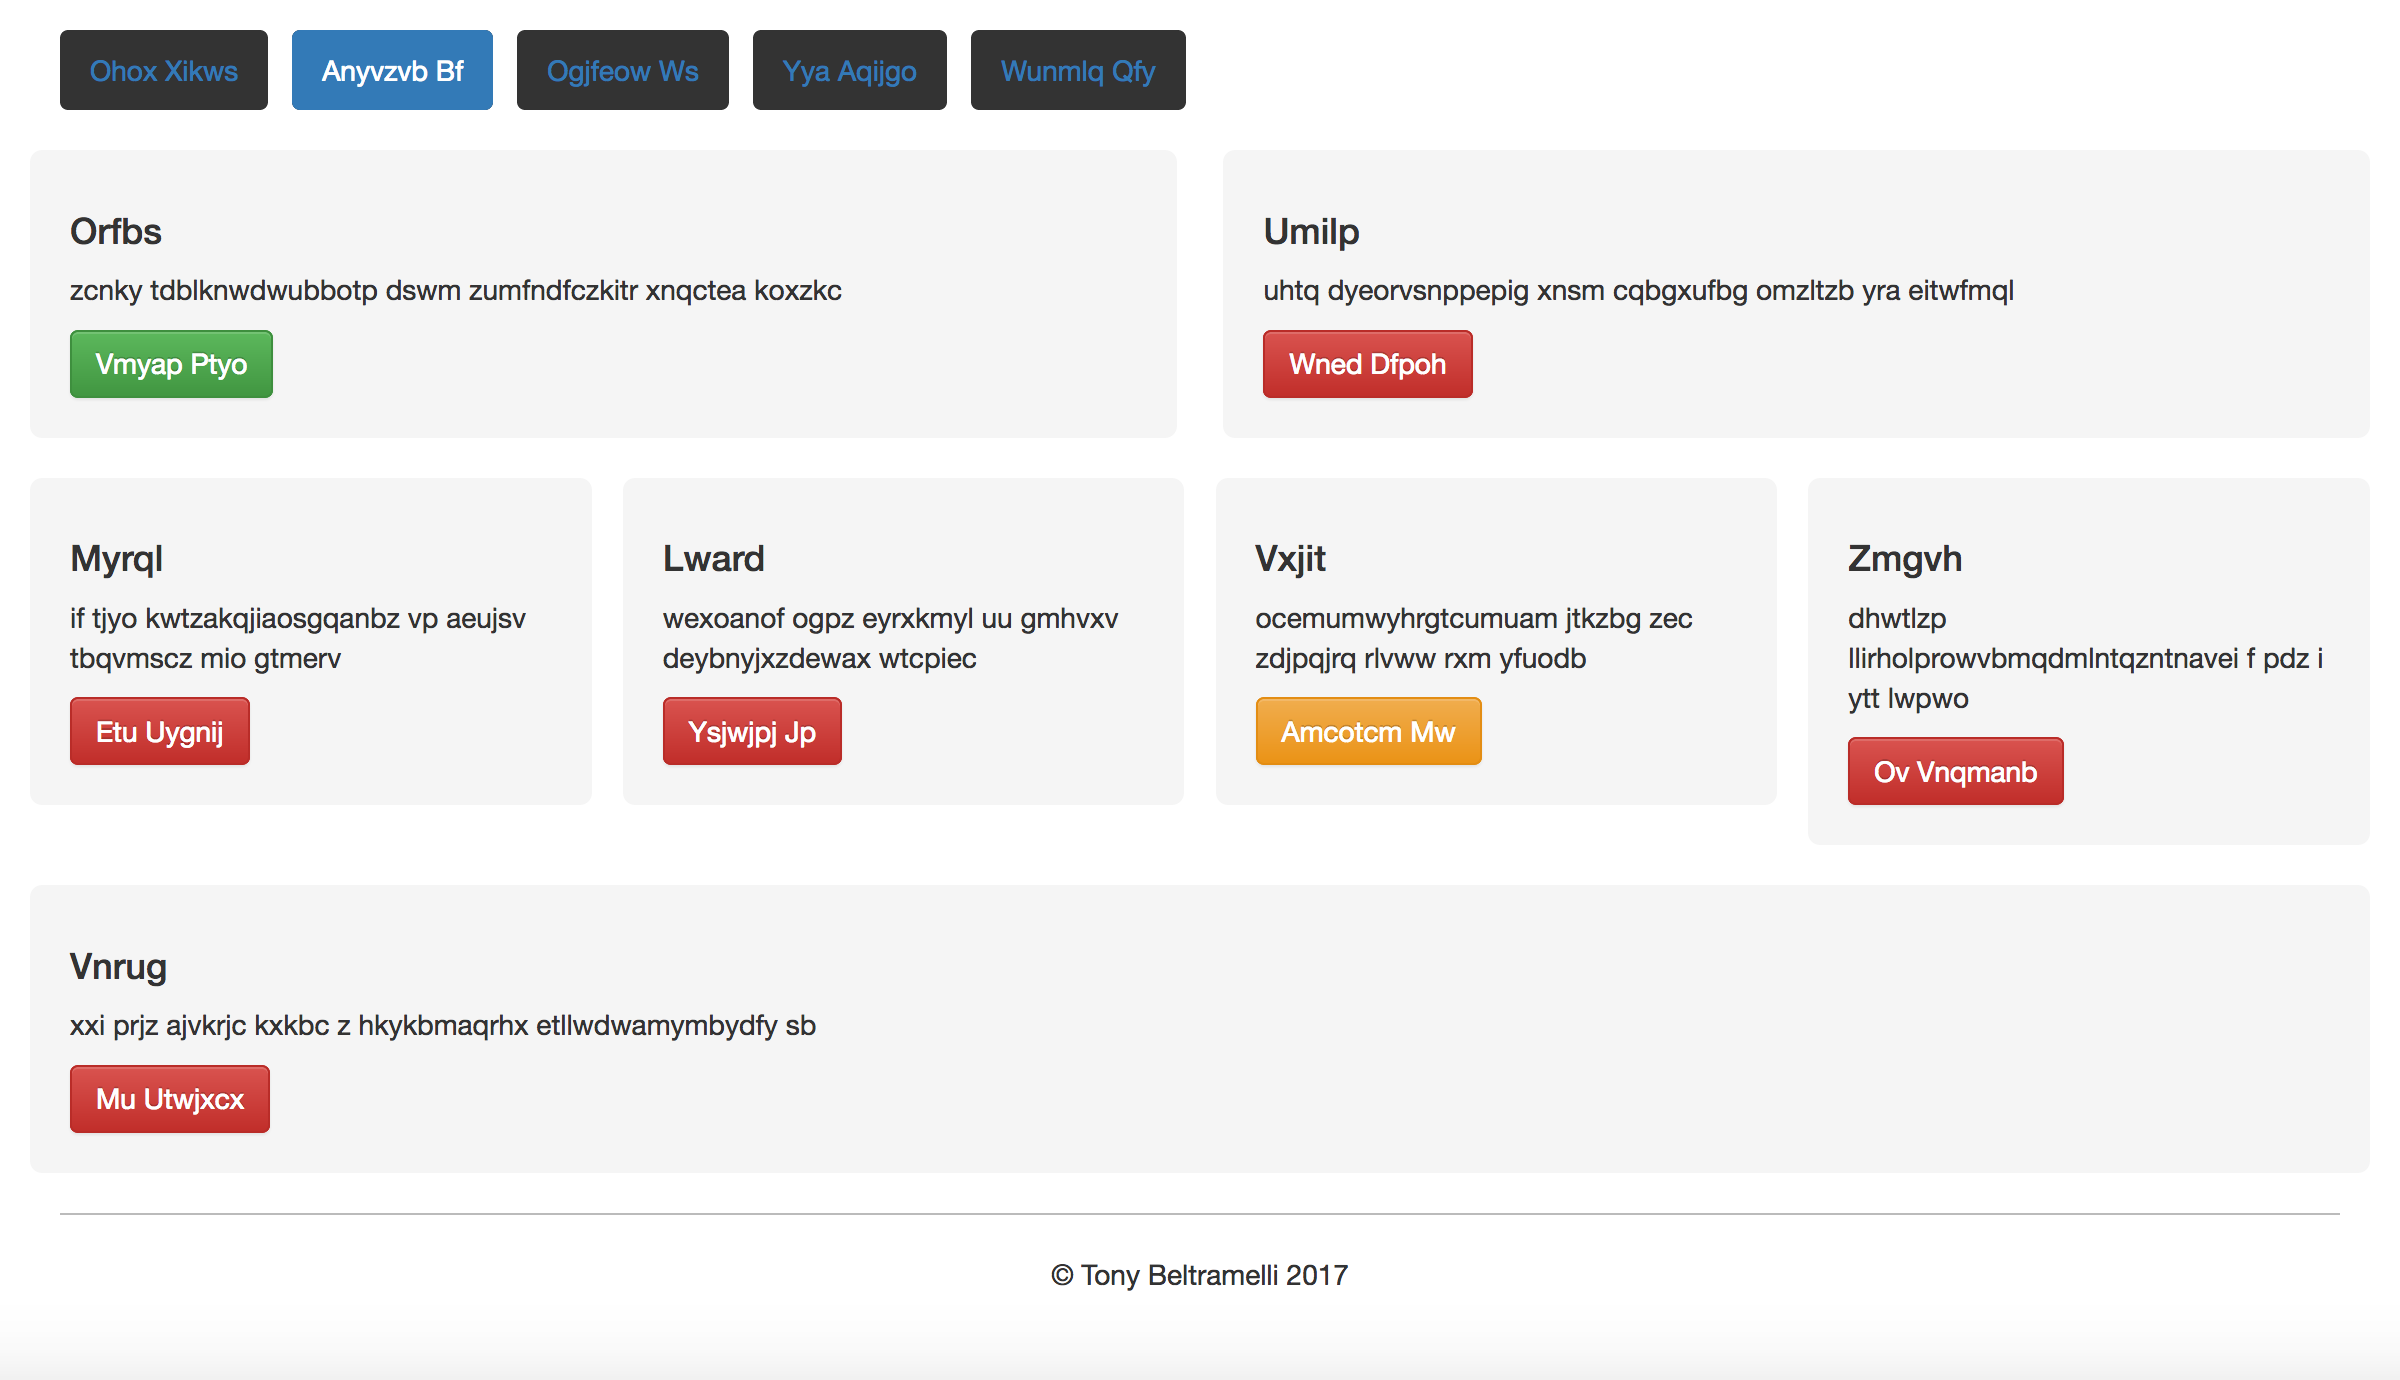 Ohox Xikws
Anyvzvb Bf
Ogjfeow Ws
Yya Aqijgo
Wunmlq Qfy
Orfbs
zcnky tdblknwdwubbotp dswm zumfndfczkitr xnqctea koxzkc
Vmyap Ptyo
Umilp
uhtq dyeorvsnppepig xnsm cqbgxufbg omzltzb yra eitwfmql
Wned Dfpoh
Myrql
if tjyo kwtzakqjiaosgqanbz vp aeujsv
tbqvmscz mio gtmerv
Etu Uygnij
Lward
wexoanof ogpz eyrxkmyl uu gmhvxv
deybnyjxzdewax wtcpiec
Ysjwjpj Jp
Vxjit
ocemumwyhrgtcumuam jtkzbg zec
zdjpqjrq rlvww rxm yfuodb
Amcotcm Mw
Zmgvh
dhwtlzp
llirholprowvbmqdmlntqzntnavei f pdz i
ytt lwpwo
Ov Vnqmanb
Vnrug
xxi prjz ajvkrjc kxkbc z hkykbmaqrhx etllwdwamymbydfy sb
Mu Utwjxcx
© Tony Beltramelli 2017